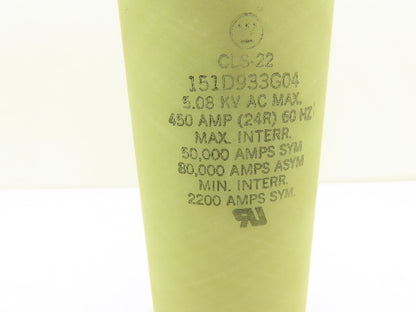 CLS-22
151D933G04
5.08 KV AC MAX.
450 AMP (24R) 60 HZ
MAX. INTERR.
50,000 AMPS SYM
80,000 AMPS ASYM
MIN. INTERR.
2200 AMPS SYM.
UR